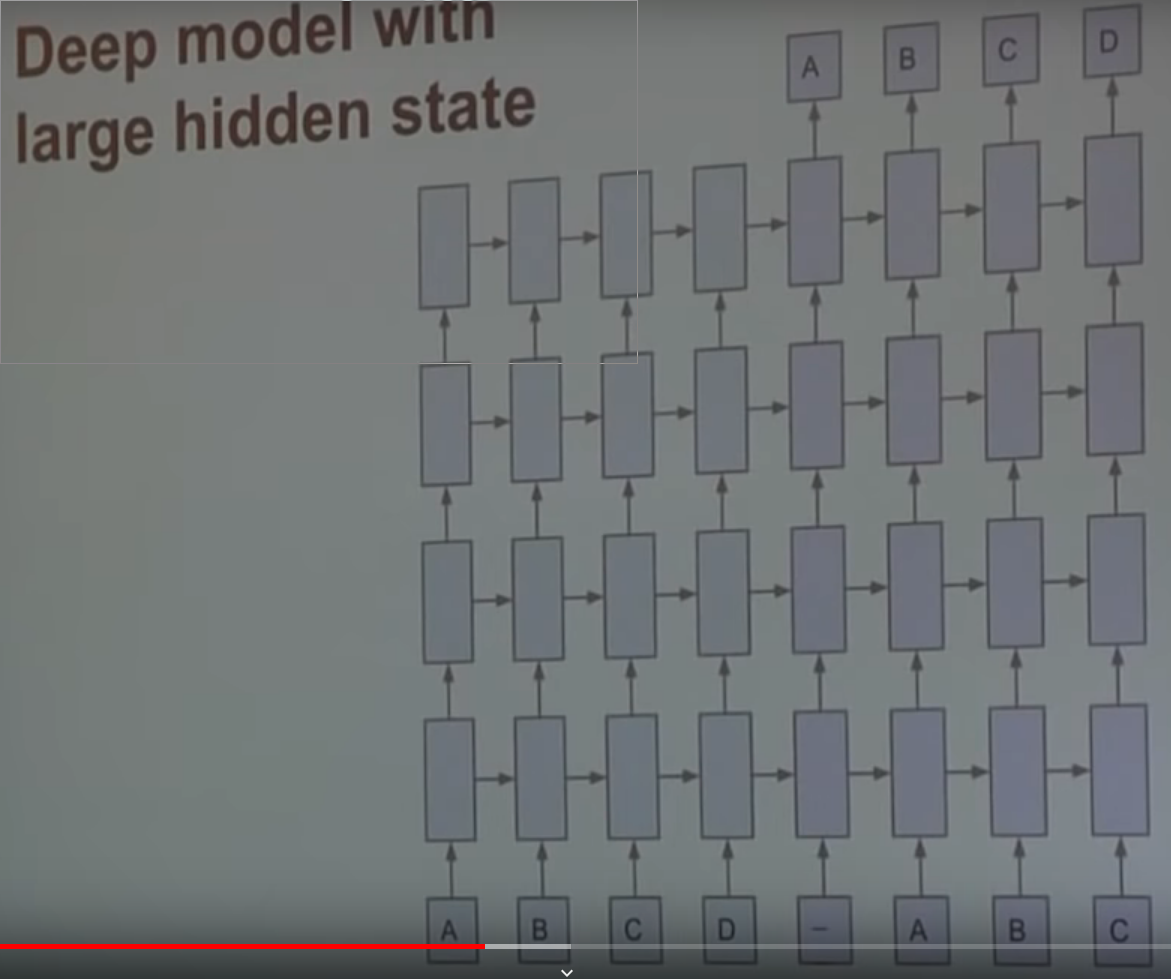 Deep model with
large hidden state
A B C D
A B C D – A B C